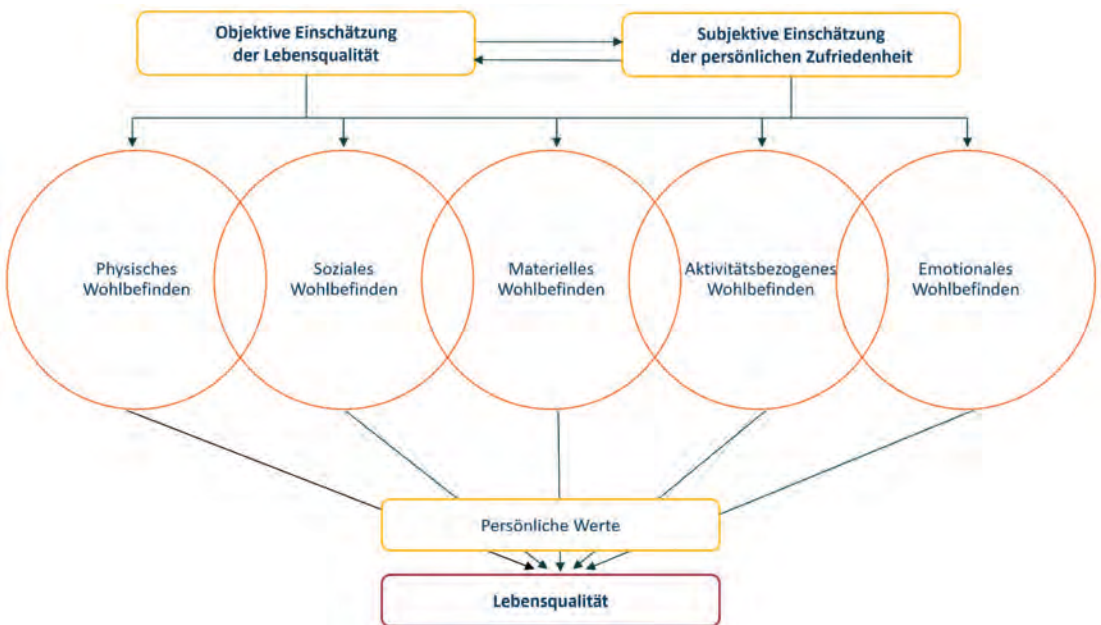 Objektive Einschätzung
der Lebensqualität
Subjektive Einschätzung
der persönlichen Zufriedenheit
Physisches
Wohlbefinden
Soziales
Wohlbefinden
Materielles
Wohlbefinden
Aktivitätsbezogenes
Wohlbefinden
Emotionales
Wohlbefinden
Persönliche Werte
Lebensqualität